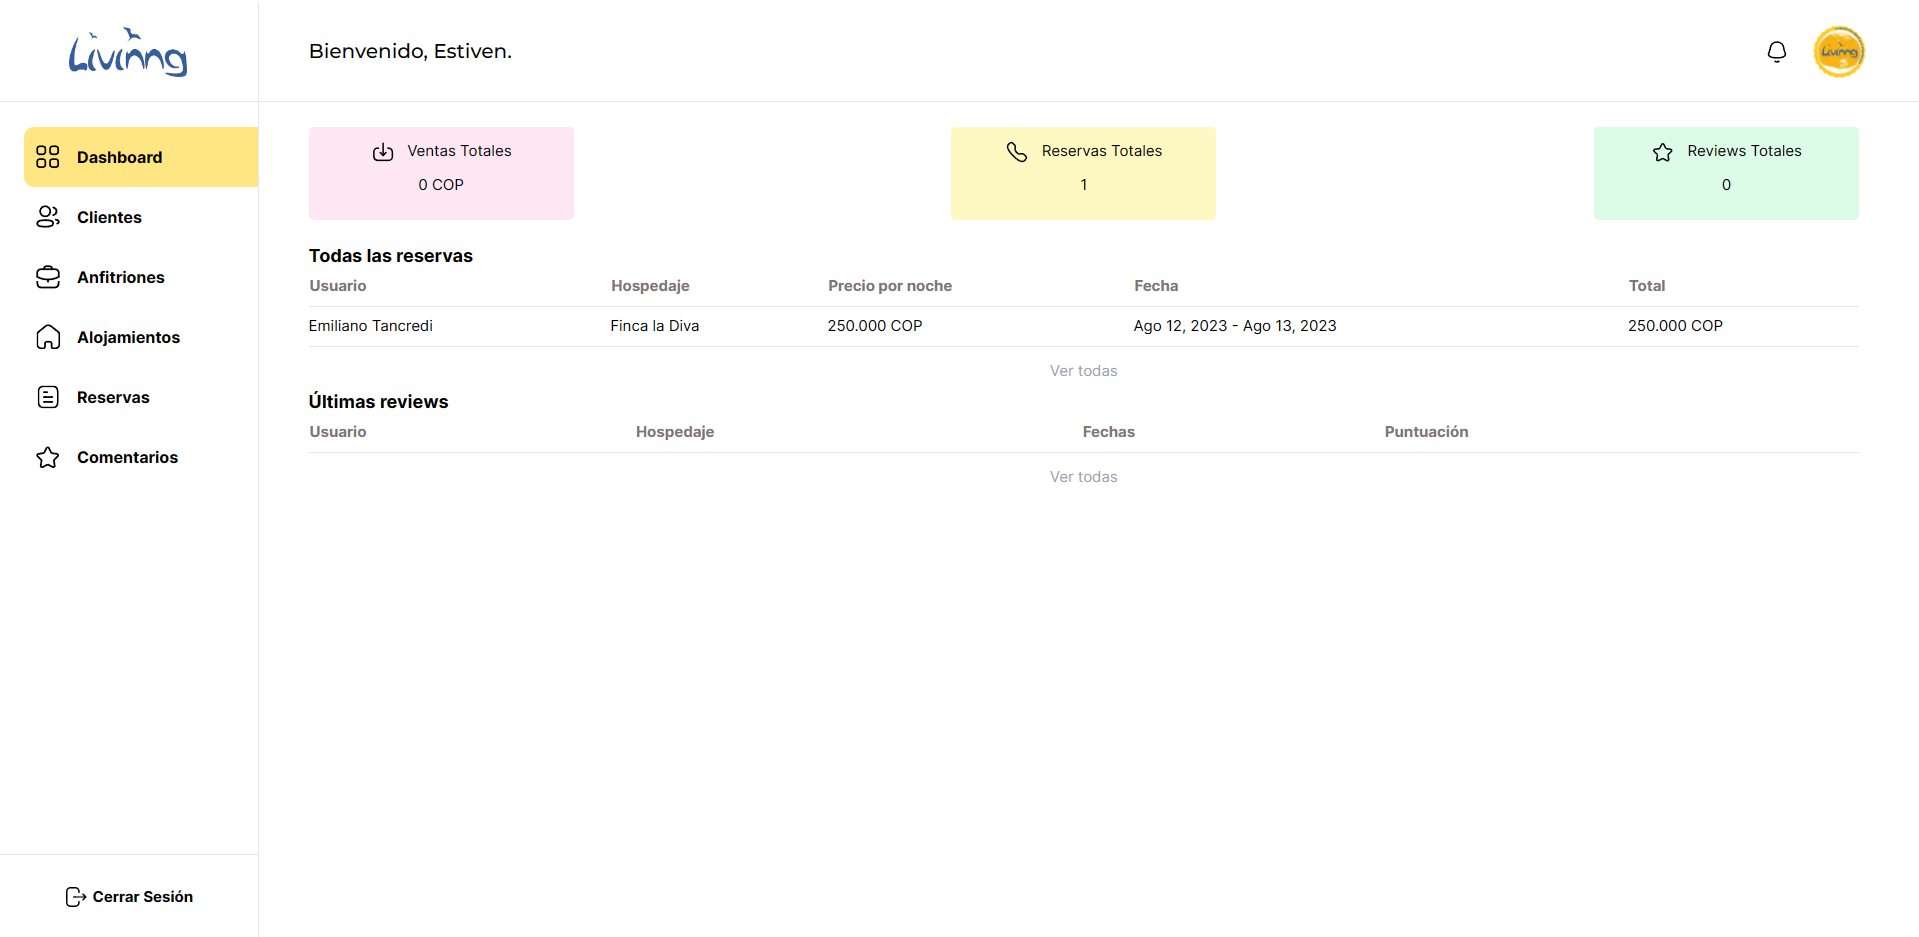 Livinng
Bienvenido, Estiven.
Livinng
Dashboard
Clientes
Anfitriones
Alojamientos
Reservas
Comentarios
Cerrar Sesión
Ventas Totales
0 COP
Reservas Totales
1
Reviews Totales
0
Todas las reservas
Usuario Hospedaje Precio por noche Fecha Total
Emiliano Tancredi Finca la Diva 250.000 COP Ago 12, 2023 - Ago 13, 2023 250.000 COP
Ver todas
Últimas reviews
Usuario Hospedaje Fechas Puntuación
Ver todas